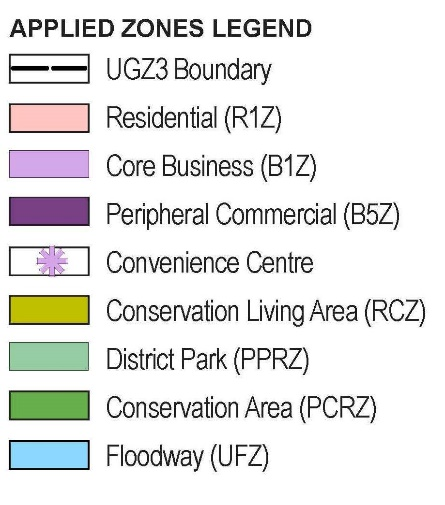 APPLIED ZONES LEGEND
UGZ3 Boundary
Residential (R1Z)
Core Business (B1Z)
Peripheral Commercial (B5Z)
Convenience Centre
Conservation Living Area (RCZ)
District Park (PPRZ)
Conservation Area (PCRZ)
Floodway (UFZ)